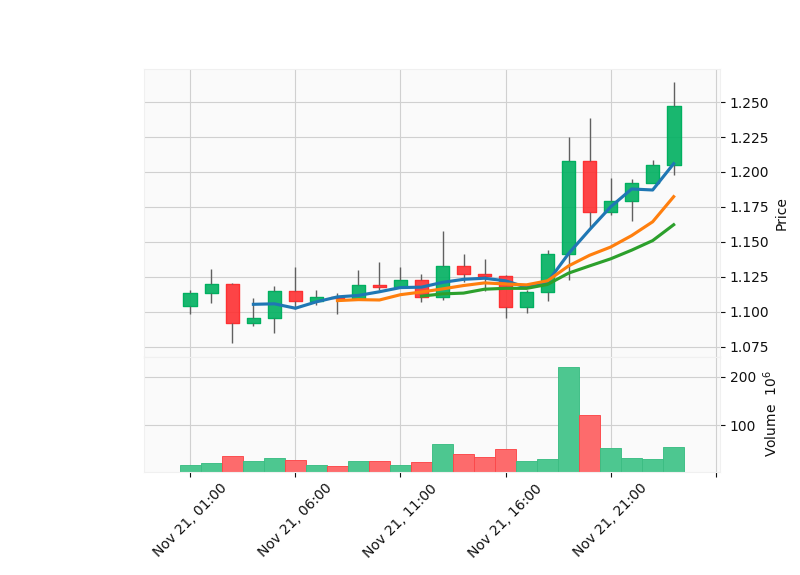 1.250
1.225
1.200
1.175
1.150
1.125
1.100
1.075
Price
200
100
Volume 10^6
Nov 21, 01:00
Nov 21, 06:00
Nov 21, 11:00
Nov 21, 16:00
Nov 21, 21:00